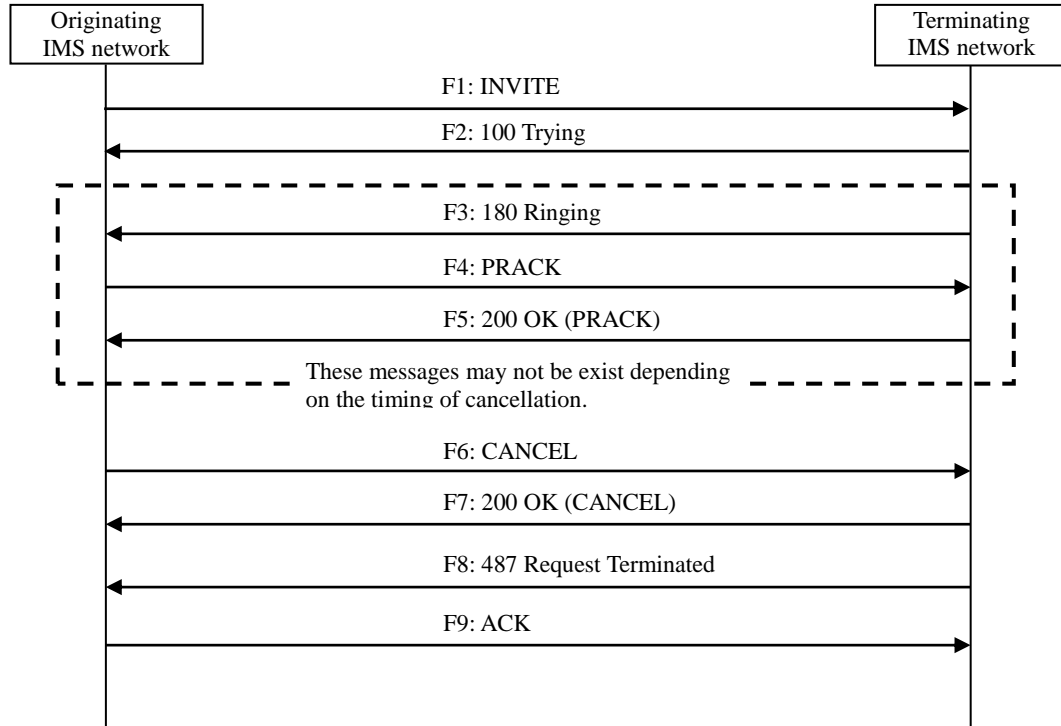 Originating
IMS network
Terminating
IMS network
F1: INVITE
F2: 100 Trying
F3: 180 Ringing
F4: PRACK
F5: 200 OK (PRACK)
These messages may not be exist depending
on the timing of cancellation.
F6: CANCEL
F7: 200 OK (CANCEL)
F8: 487 Request Terminated
F9: ACK